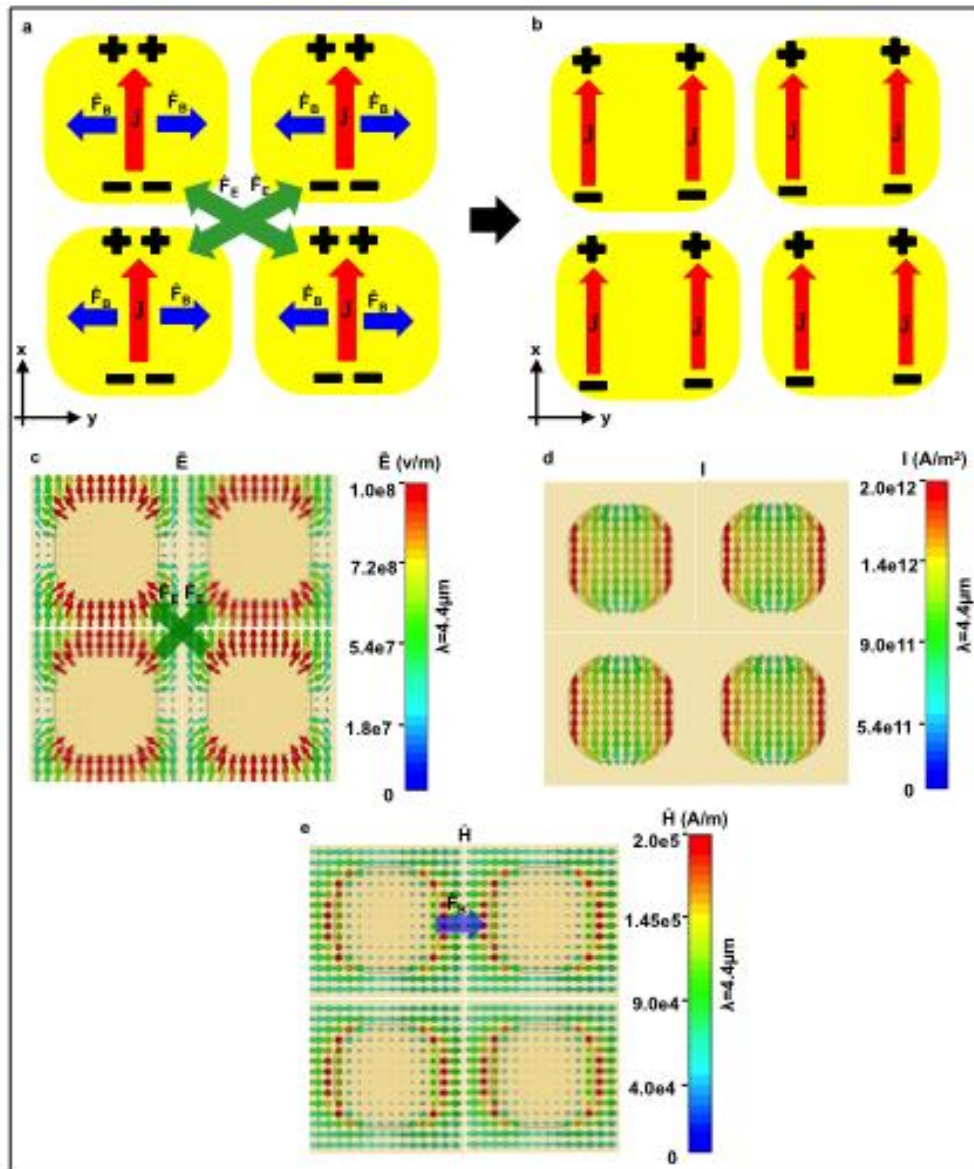 a
++ ++
F̂B J F̂B F̂B J F̂B
F̂E F̂E
-- --
++ ++
F̂B J F̂B F̂B J F̂B
-- --
x
y
b
+ + + +
J J J J
- - - -
+ + + +
J J J J
- - - -
x
y
c
Ê
Ê (v/m)
1.0e8
7.2e8
5.4e7
1.8e7
0
λ=4.4μm
F̂E F̂E
d
I
I (A/m²)
2.0e12
1.4e12
9.0e11
5.4e11
0
λ=4.4μm
e
Ĥ
Ĥ (A/m)
2.0e5
1.45e5
9.0e4
4.0e4
0
λ=4.4μm
F̂B